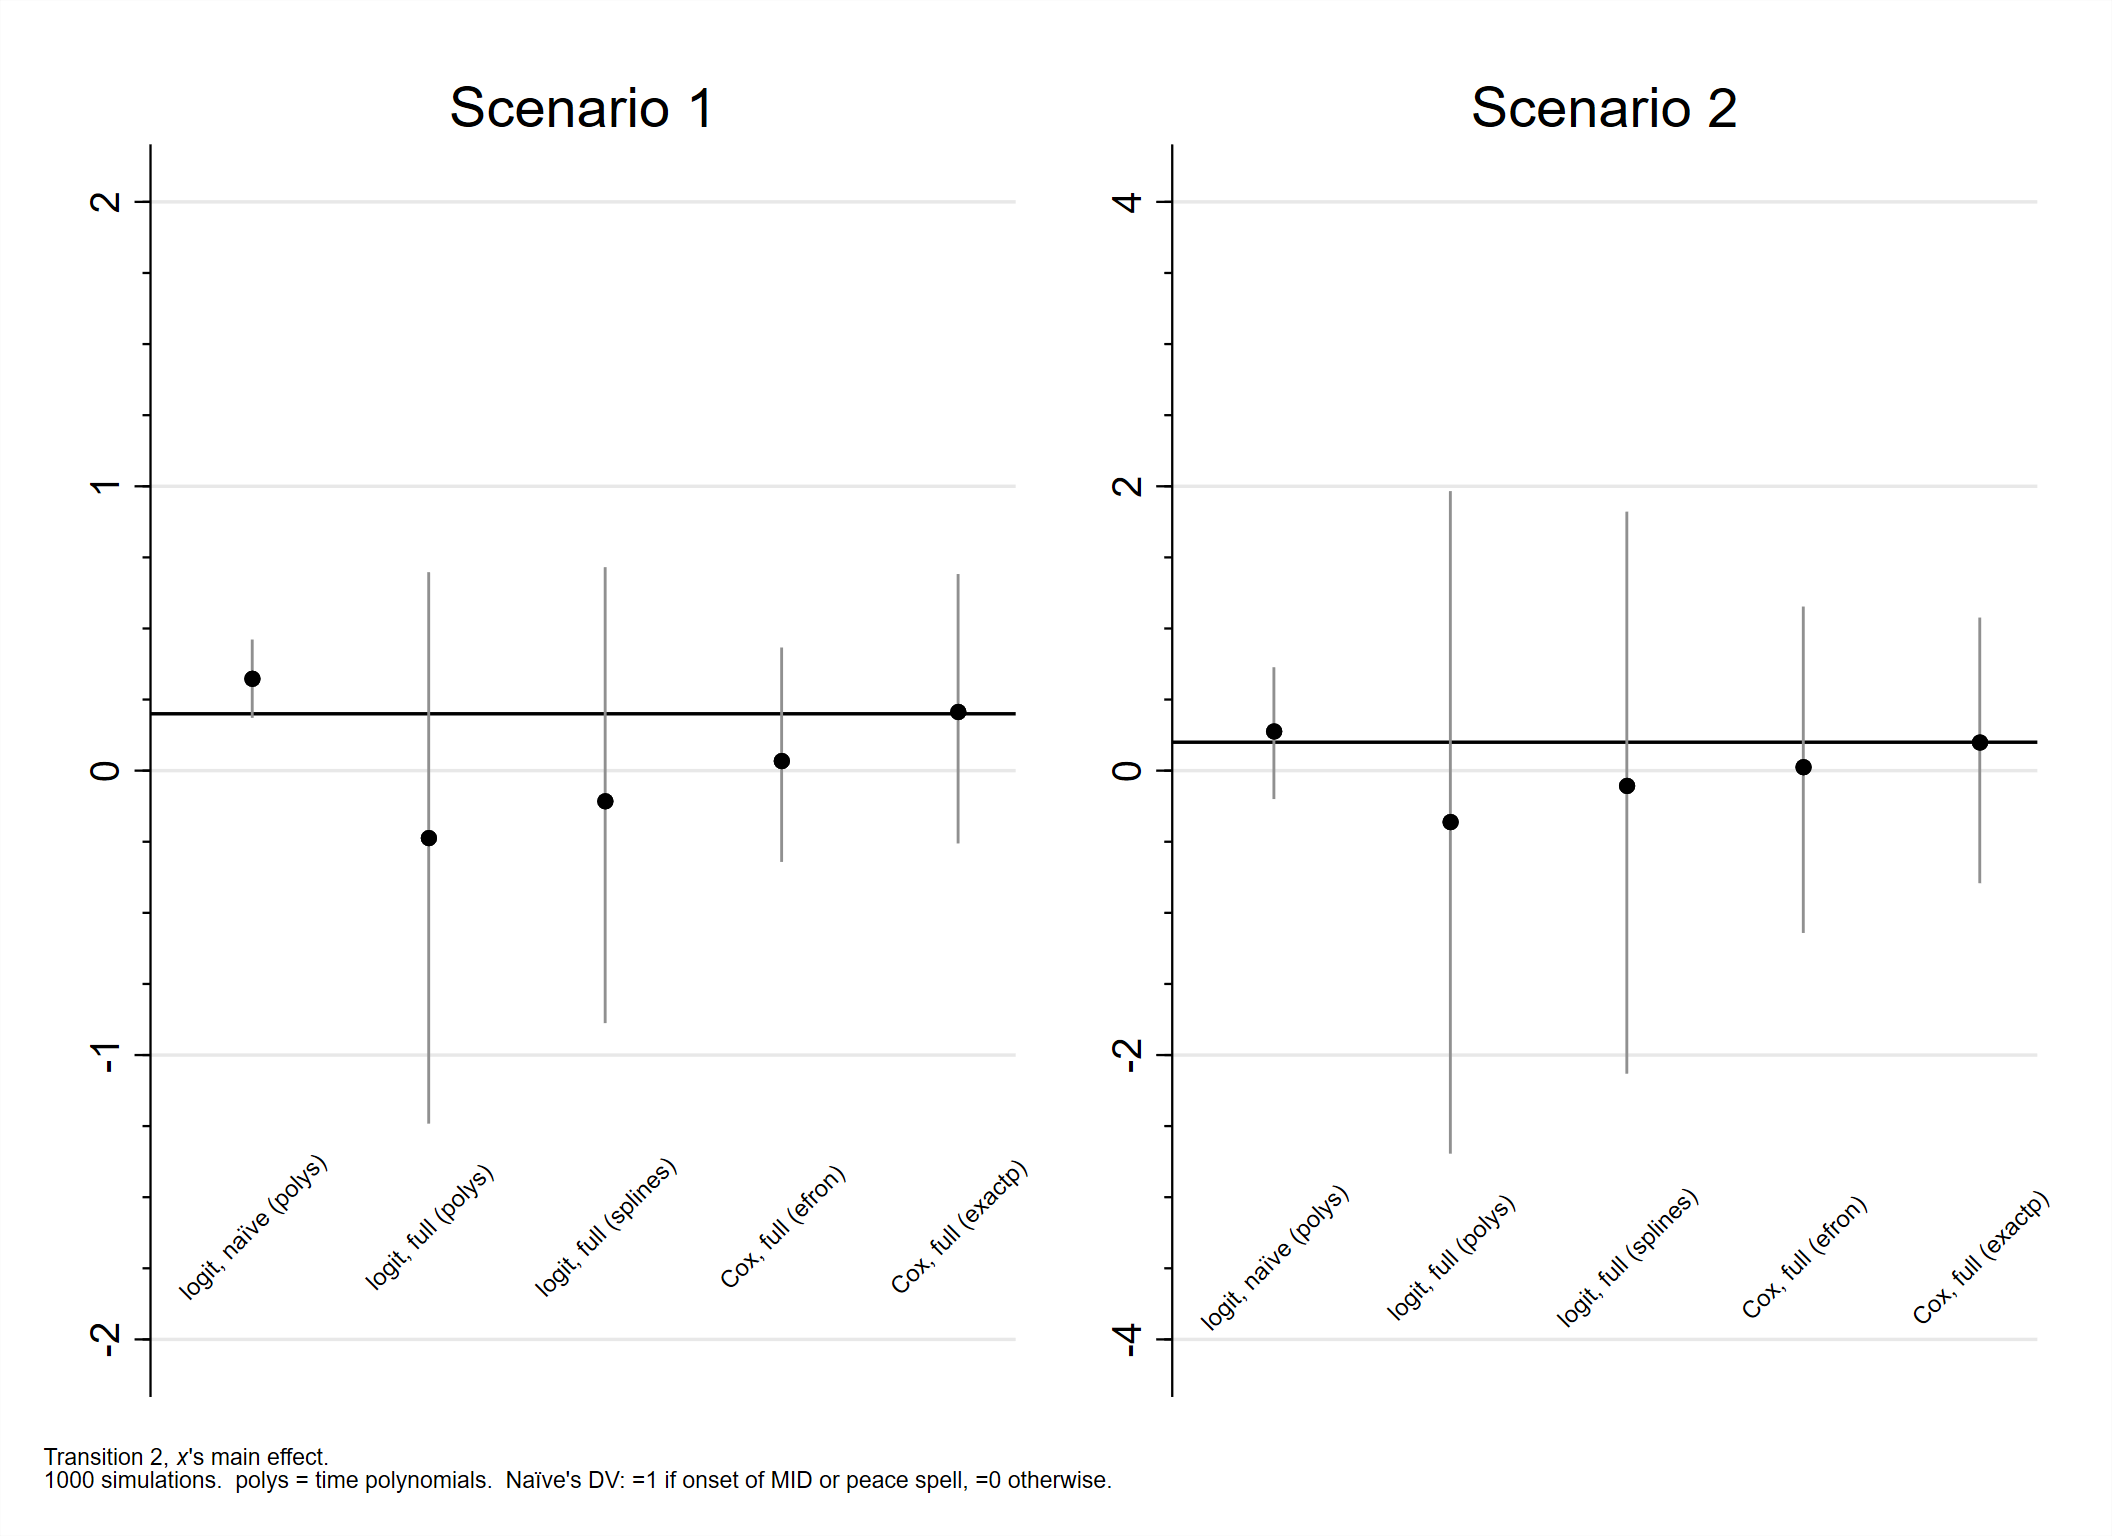 Scenario 1
2
1
0
-1
-2
logit, naïve (polys)
logit, full (polys)
logit, full (splines)
Cox, full (efron)
Cox, full (exactp)
Scenario 2
4
2
0
-2
-4
logit, naïve (polys)
logit, full (polys)
logit, full (splines)
Cox, full (efron)
Cox, full (exactp)
Transition 2, x's main effect.
1000 simulations.  polys = time polynomials.  Naïve's DV: =1 if onset of MID or peace spell, =0 otherwise.